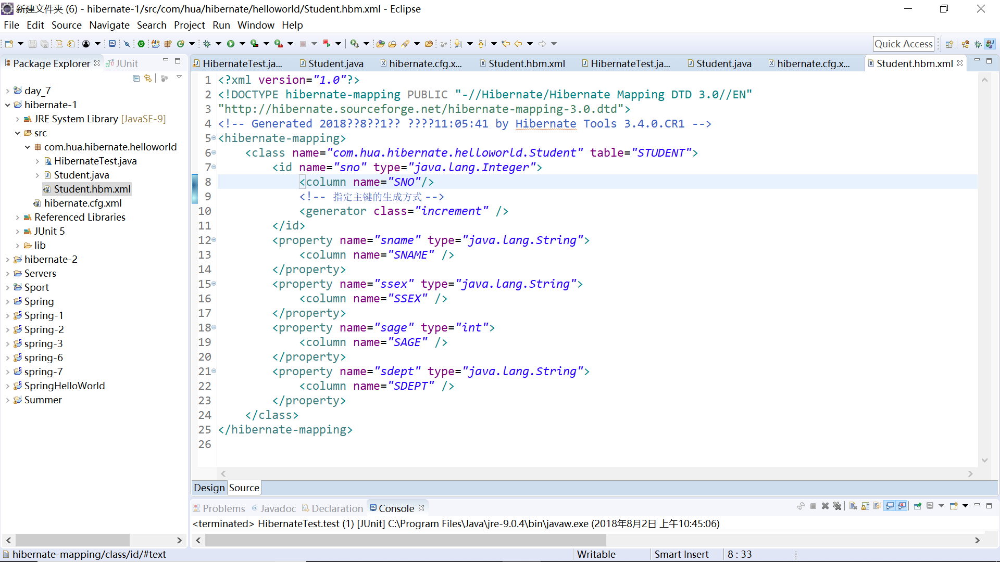 新建文件夹 (6) - hibernate-1/src/com/hua/hibernate/helloworld/Student.hbm.xml - Eclipse
File Edit Source Navigate Search Project Run Window Help
Quick Access
Package Explorer JUnit
HibernateTest.ja... Student.java hibernate.cfg.x... Student.hbm.xml HibernateTest.ja... Student.java hibernate.cfg.x... Student.hbm.xml
day_7
hibernate-1
JRE System Library [JavaSE-9]
src
com.hua.hibernate.helloworld
HibernateTest.java
Student.java
Student.hbm.xml
hibernate.cfg.xml
Referenced Libraries
JUnit 5
lib
hibernate-2
Servers
Sport
Spring
Spring-1
Spring-2
spring-3
spring-6
spring-7
SpringHelloWorld
Summer
1 <?xml version="1.0"?>
2 <!DOCTYPE hibernate-mapping PUBLIC "-//Hibernate/Hibernate Mapping DTD 3.0//EN"
3 "http://hibernate.sourceforge.net/hibernate-mapping-3.0.dtd">
4 <!-- Generated 2018??8??1?? ????11:05:41 by Hibernate Tools 3.4.0.CR1 -->
5 <hibernate-mapping>
6 <class name="com.hua.hibernate.helloworld.Student" table="STUDENT">
7 <id name="sno" type="java.lang.Integer">
8 <column name="SNO"/>
9 <!-- 指定主键的生成方式 -->
10 <generator class="increment" />
11 </id>
12 <property name="sname" type="java.lang.String">
13 <column name="SNAME" />
14 </property>
15 <property name="ssex" type="java.lang.String">
16 <column name="SSEX" />
17 </property>
18 <property name="sage" type="int">
19 <column name="SAGE" />
20 </property>
21 <property name="sdept" type="java.lang.String">
22 <column name="SDEPT" />
23 </property>
24 </class>
25 </hibernate-mapping>
26
Design Source
Problems Javadoc Declaration Console
<terminated> HibernateTest.test (1) [JUnit] C:\Program Files\Java\jre-9.0.4\bin\javaw.exe (2018年8月2日 上午10:45:06)
hibernate-mapping/class/id/#text Writable Smart Insert 8 : 33